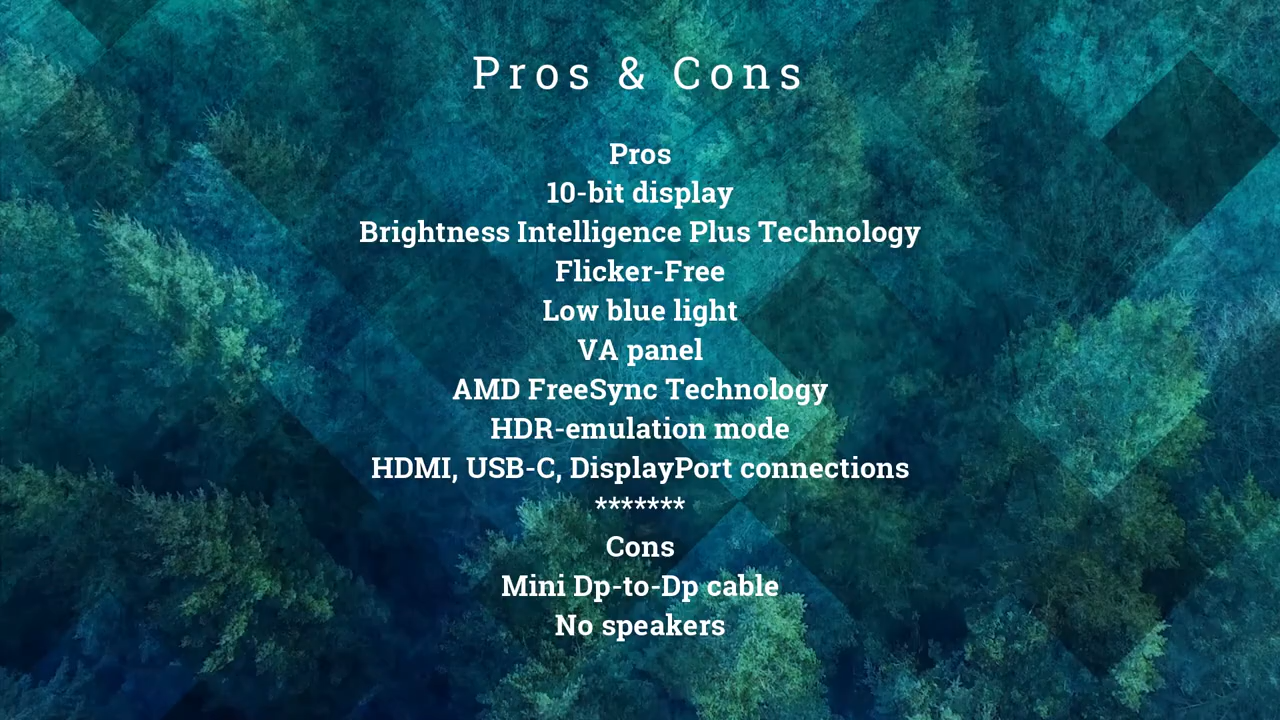 Pros & Cons
Pros
10-bit display
Brightness Intelligence Plus Technology
Flicker-Free
Low blue light
VA panel
AMD FreeSync Technology
HDR-emulation mode
HDMI, USB-C, DisplayPort connections
*******
Cons
Mini Dp-to-Dp cable
No speakers